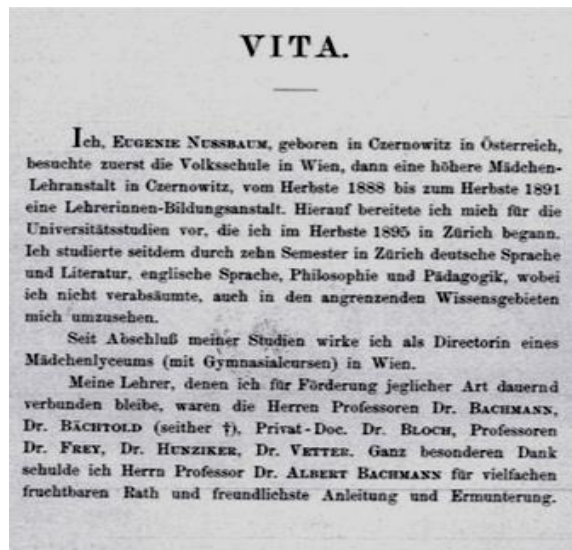 VITA.
Ich, EUGENIE NUSSBAUM, geboren in Czernowitz in Österreich,
besuchte zuerst die Volksschule in Wien, dann eine höhere Mädchen-
Lehranstalt in Czernowitz, vom Herbste 1888 bis zum Herbste 1891
eine Lehrerinnen-Bildungsanstalt. Hierauf bereitete ich mich für die
Universitätsstudien vor, die ich im Herbste 1895 in Zürich begann.
Ich studierte seitdem durch zehn Semester in Zürich deutsche Sprache
und Literatur, englische Sprache, Philosophie und Pädagogik, wobei
ich nicht verabsäumte, auch in den angrenzenden Wissensgebieten
mich umzusehen.
Seit Abschluß meiner Studien wirke ich als Directorin eines
Mädchenlyceums (mit Gymnasialcursen) in Wien.
Meine Lehrer, denen ich für Förderung jeglicher Art dauernd
verbunden bleibe, waren die Herren Professoren Dr. BACHMANN,
Dr. BÄCHTOLD (seither †), Privat-Doc. Dr. BLOCH, Professoren
Dr. FREY, Dr. HUNZIKER, Dr. VETTER. Ganz besonderen Dank
schulde ich Herrn Professor Dr. ALBERT BACHMANN für vielfachen
fruchtbaren Rath und freundlichste Anleitung und Ermunterung.